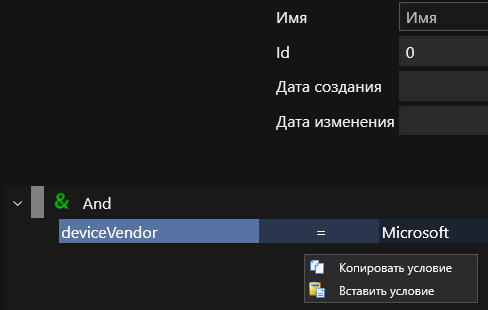 Имя Имя
Id 0
Дата создания
Дата изменения
& And
deviceVendor = Microsoft
Копировать условие
Вставить условие